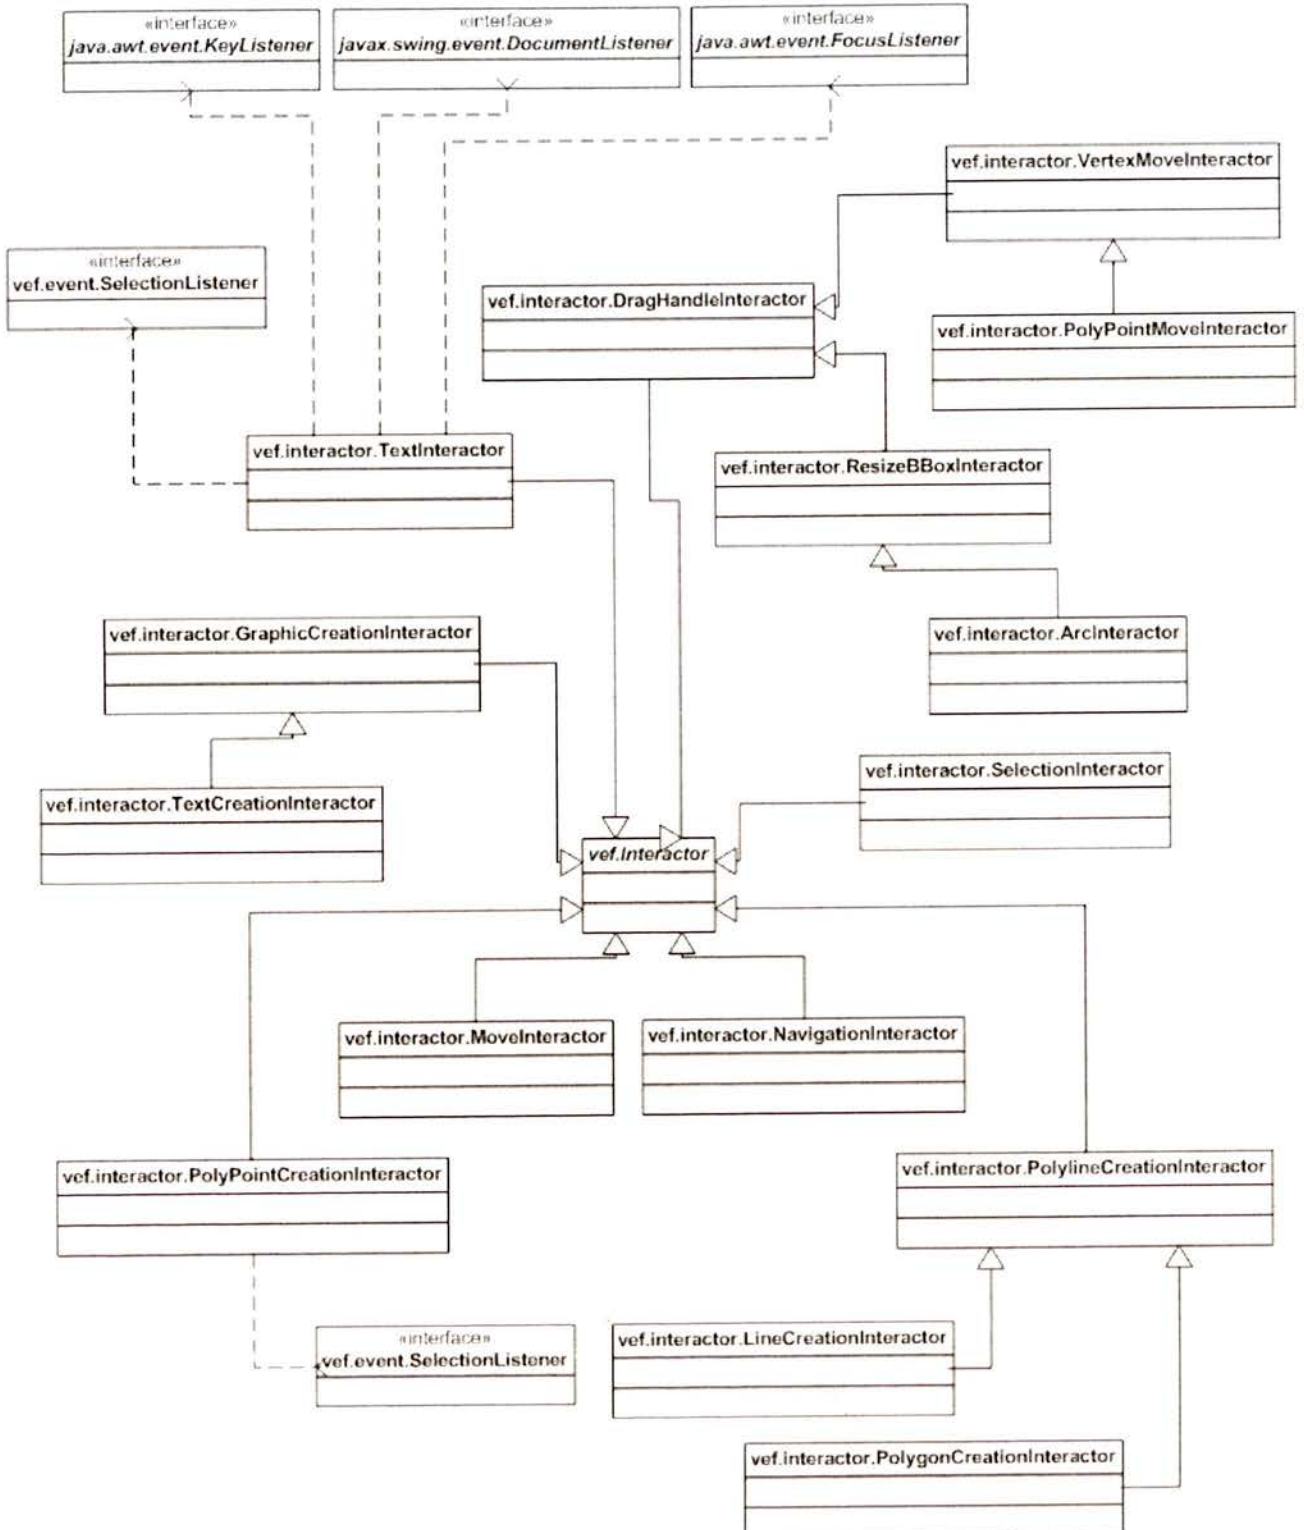 «interface»
java.awt.event.KeyListener
«interface»
javax.swing.event.DocumentListener
«interface»
java.awt.event.FocusListener
vef.interactor.VertexMoveInteractor
«interface»
vef.event.SelectionListener
vef.interactor.DragHandleInteractor
vef.interactor.PolyPointMoveInteractor
vef.interactor.TextInteractor
vef.interactor.ResizeBBoxInteractor
vef.interactor.GraphicCreationInteractor
vef.interactor.ArcInteractor
vef.interactor.SelectionInteractor
vef.interactor.TextCreationInteractor
vef.Interactor
vef.interactor.MoveInteractor
vef.interactor.NavigationInteractor
vef.interactor.PolyPointCreationInteractor
vef.interactor.PolylineCreationInteractor
«interface»
vef.event.SelectionListener
vef.interactor.LineCreationInteractor
vef.interactor.PolygonCreationInteractor